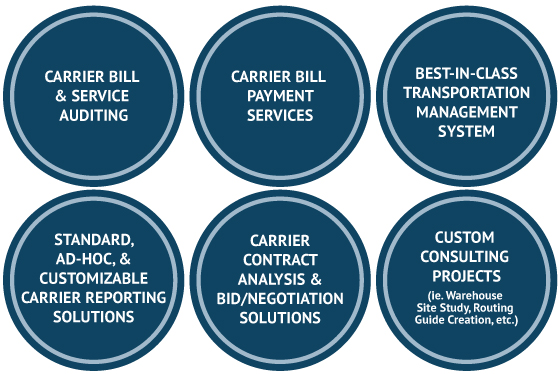 CARRIER BILL
& SERVICE
AUDITING
CARRIER BILL
PAYMENT
SERVICES
BEST-IN-CLASS
TRANSPORTATION
MANAGEMENT
SYSTEM
STANDARD,
AD-HOC, &
CUSTOMIZABLE
CARRIER REPORTING
SOLUTIONS
CARRIER
CONTRACT
ANALYSIS &
BID/NEGOTIATION
SOLUTIONS
CUSTOM
CONSULTING
PROJECTS
(ie. Warehouse
Site Study, Routing
Guide Creation, etc.)